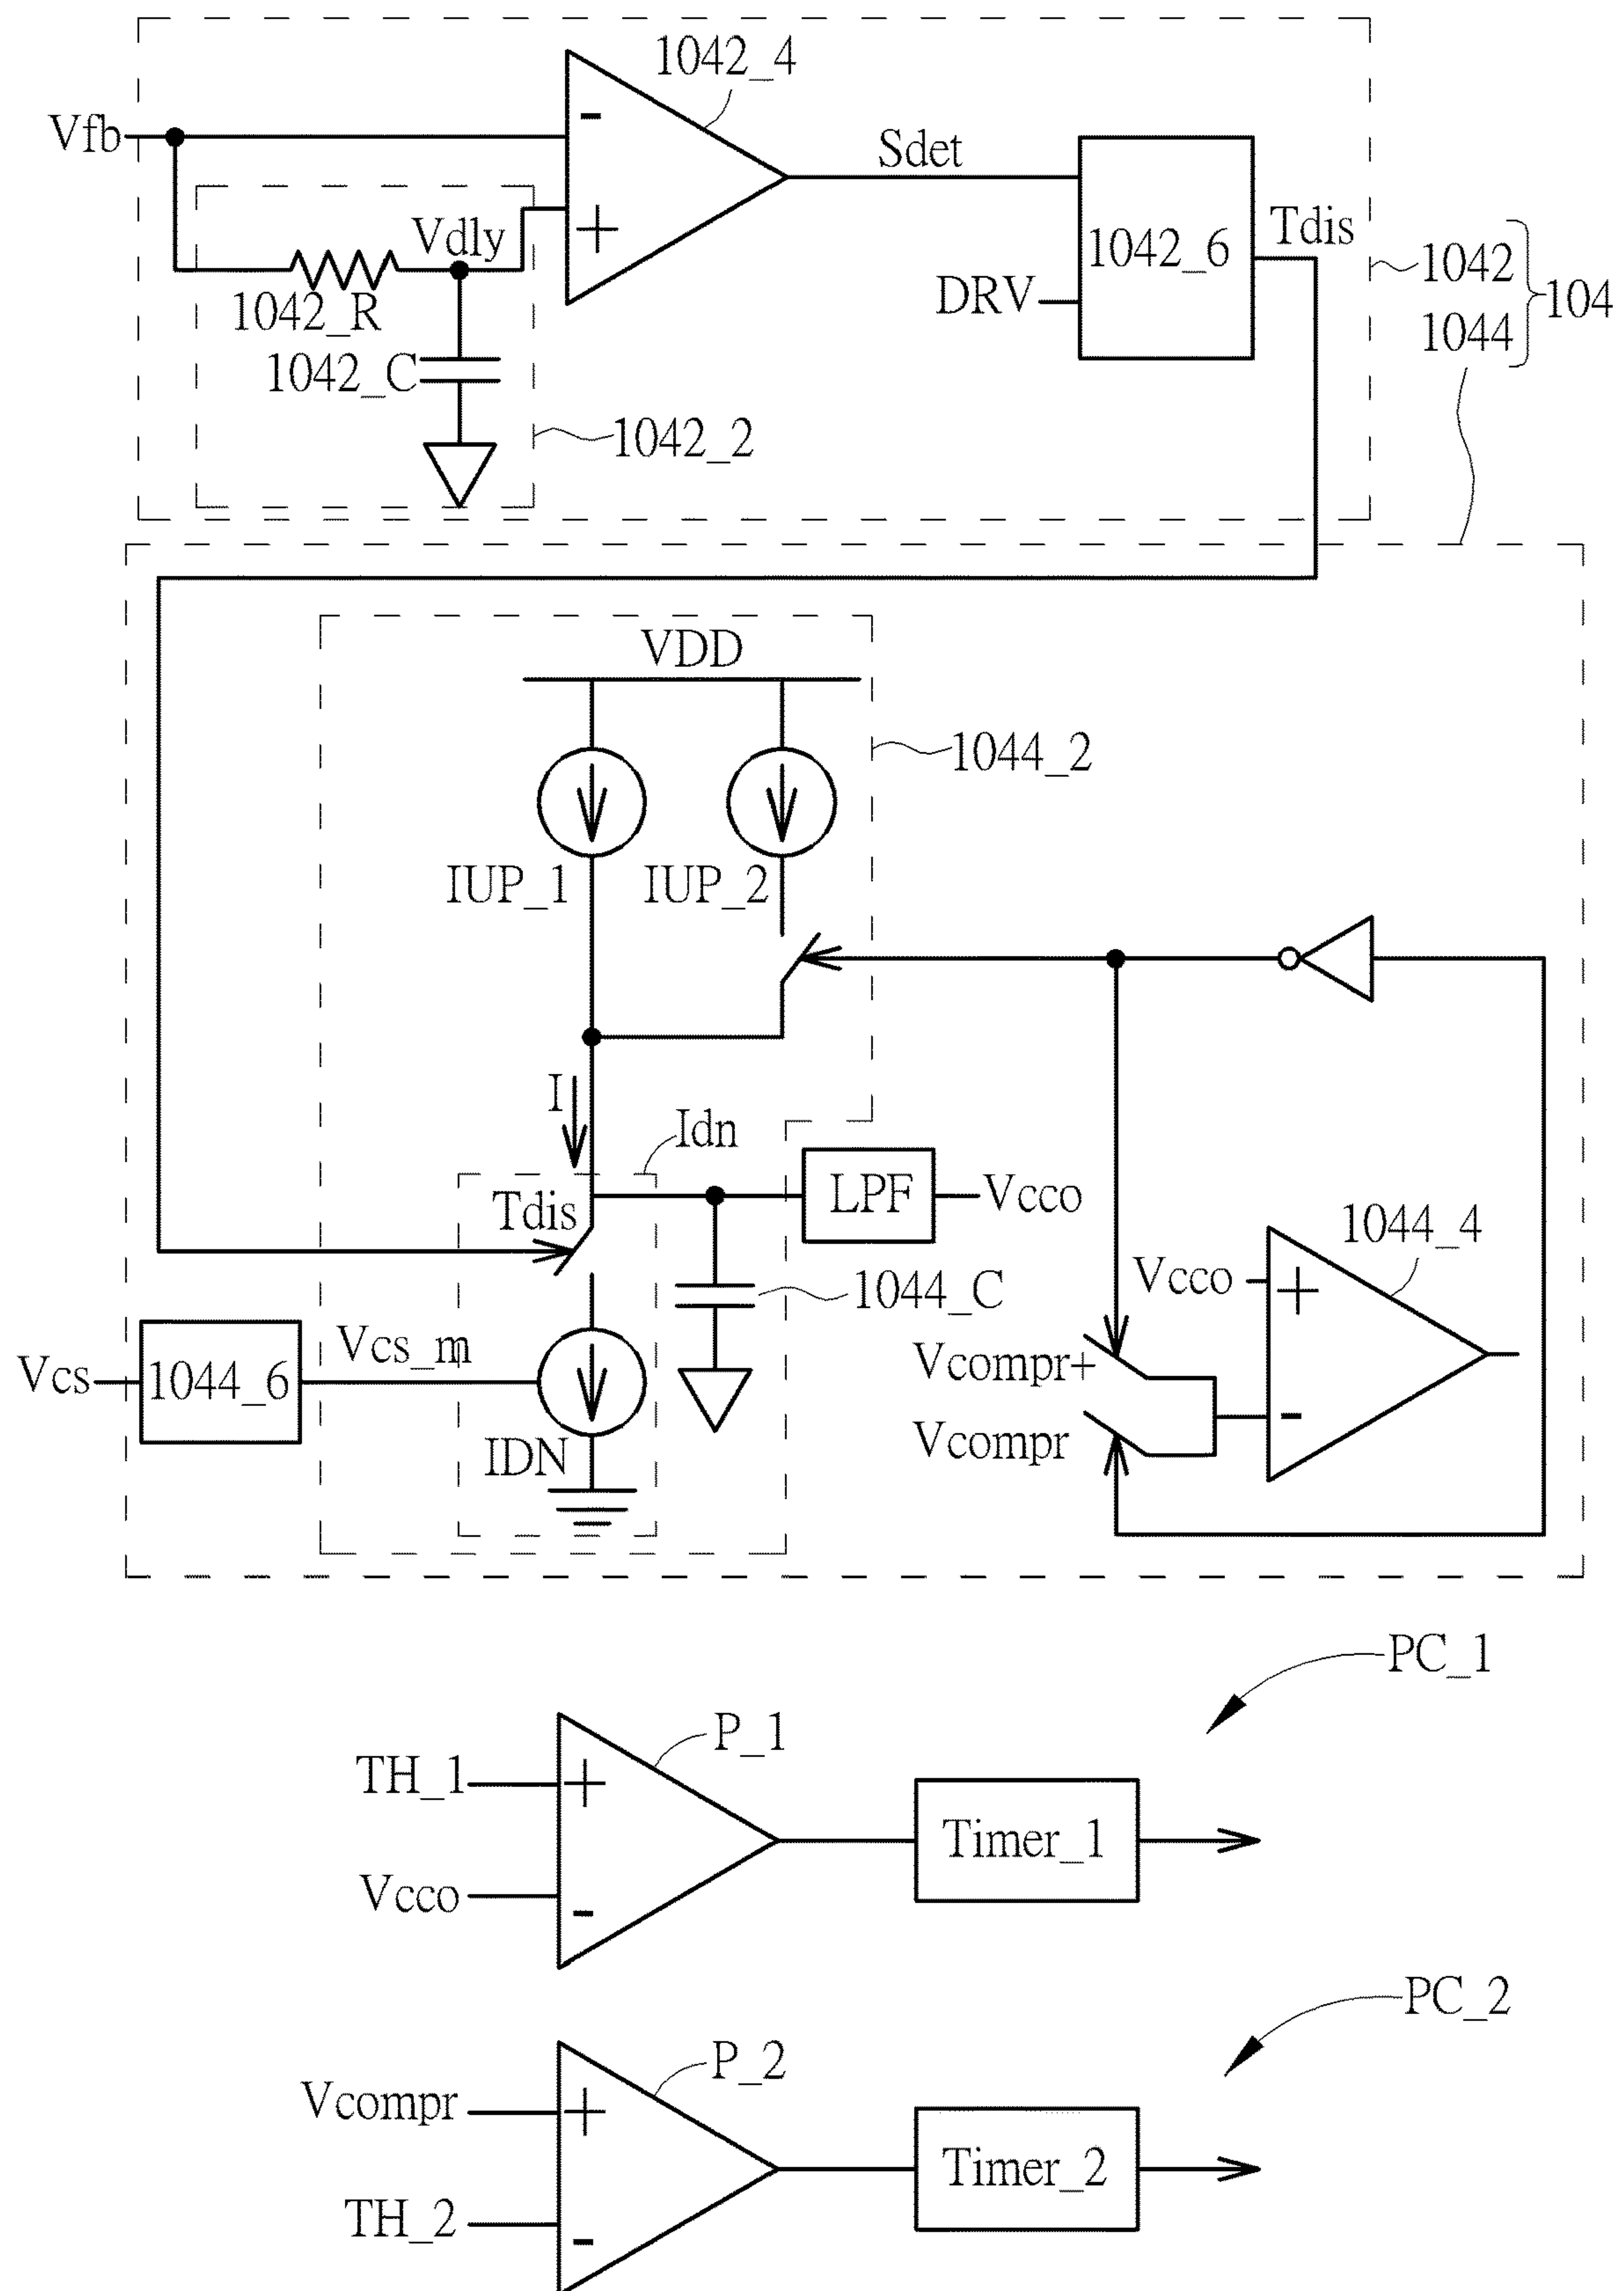 1042_4
Vfb
-
Sdet
Vdly
+
1042_6
Tdis
1042
104
1042_R
DRV
1044
1042_C
1042_2
VDD
1044_2
IUP_1
IUP_2
I
Idn
Tdis
LPF
Vcco
1044_4
1044_C
Vcco
+
Vcs
1044_6
Vcs_m
Vcompr+
-
Vcompr
IDN
PC_1
P_1
TH_1
+
Timer_1
Vcco
-
PC_2
P_2
Vcompr
+
Timer_2
TH_2
-